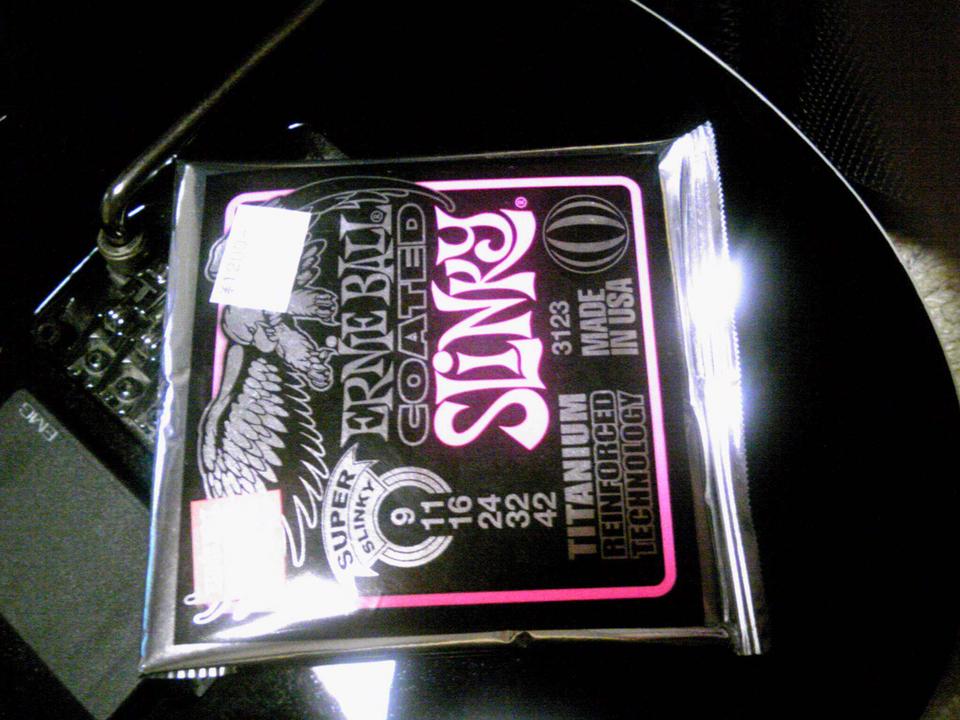 ¥1200-
ERNIE BALL®
COATED
SLiNKY®
SUPER
SLINKY
9
11
16
24
32
42
3123
MADE
IN USA
TITANIUM
REINFORCED
TECHNOLOGY
EMG